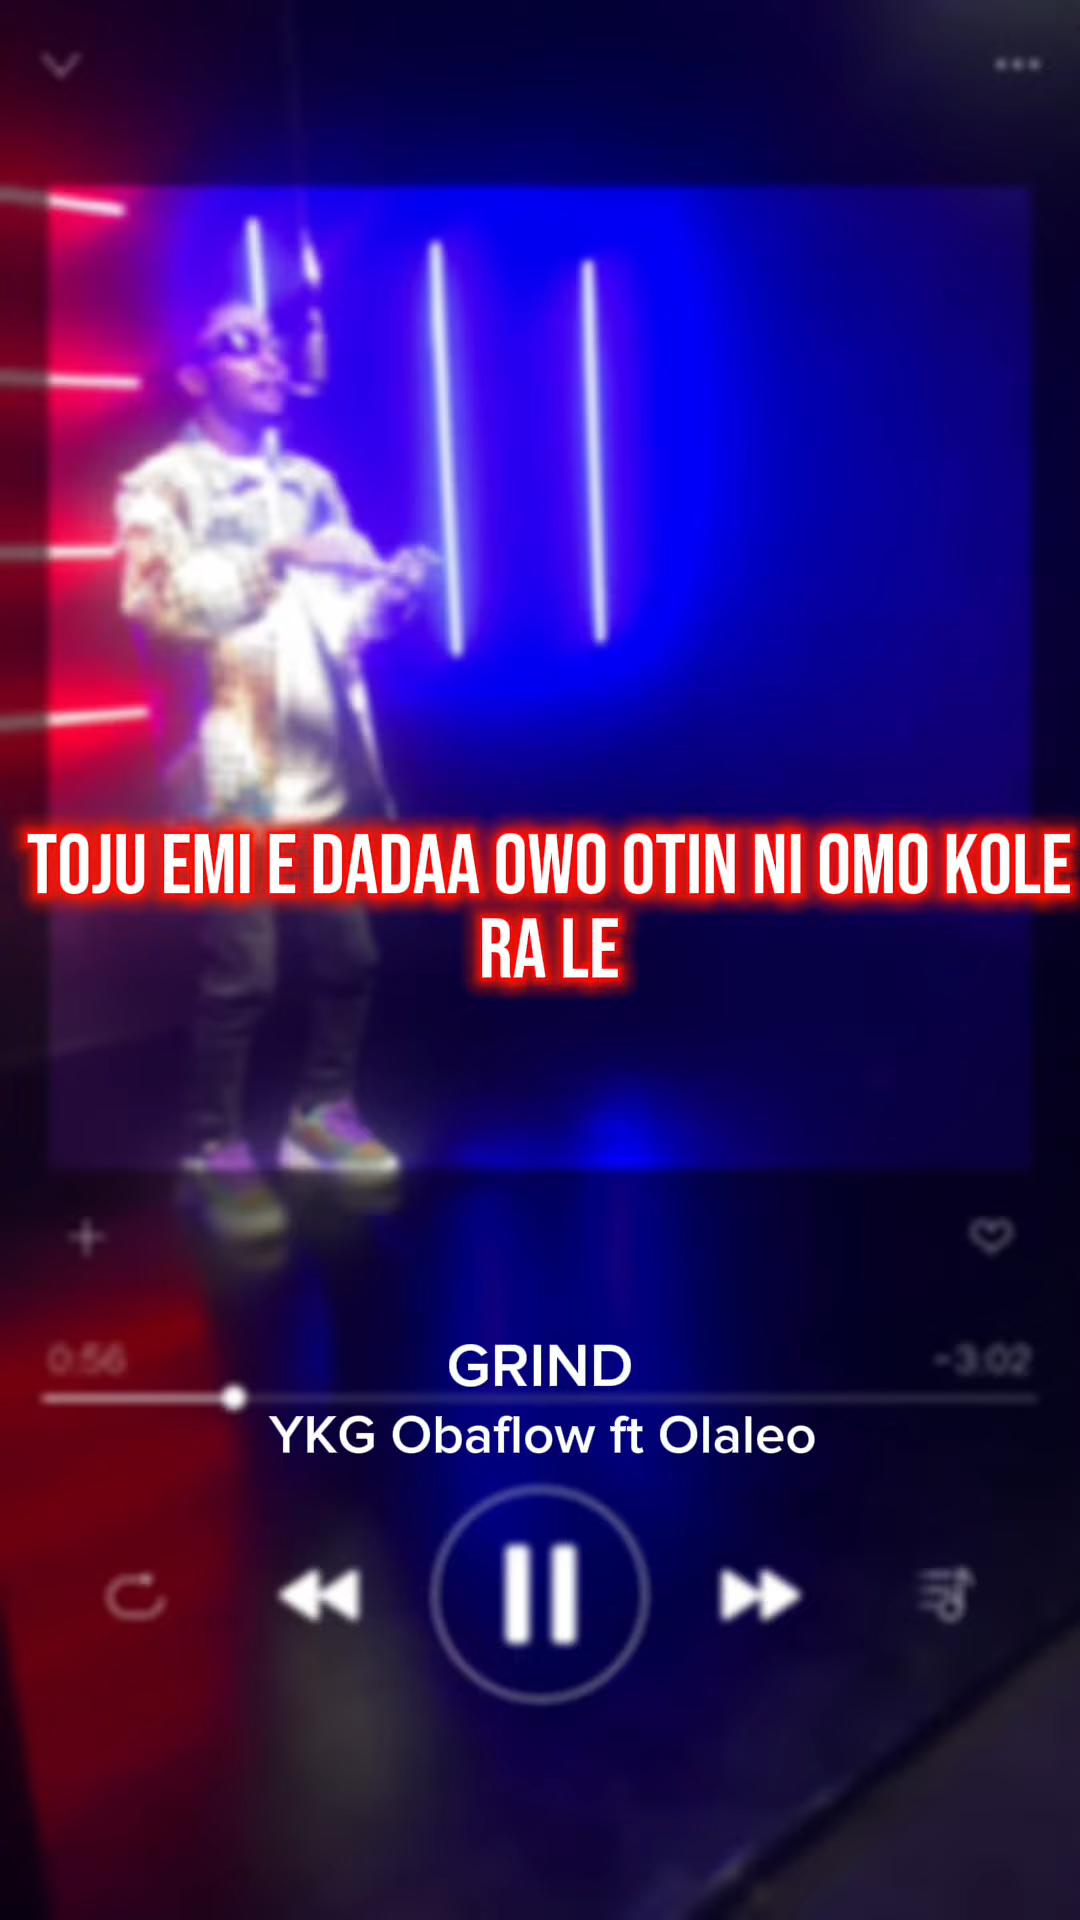 TOJU EMI E DADAA OWO OTIN NI OMO KOLE
RA LE
0:56
GRIND
-3:02
YKG Obaflow ft Olaleo